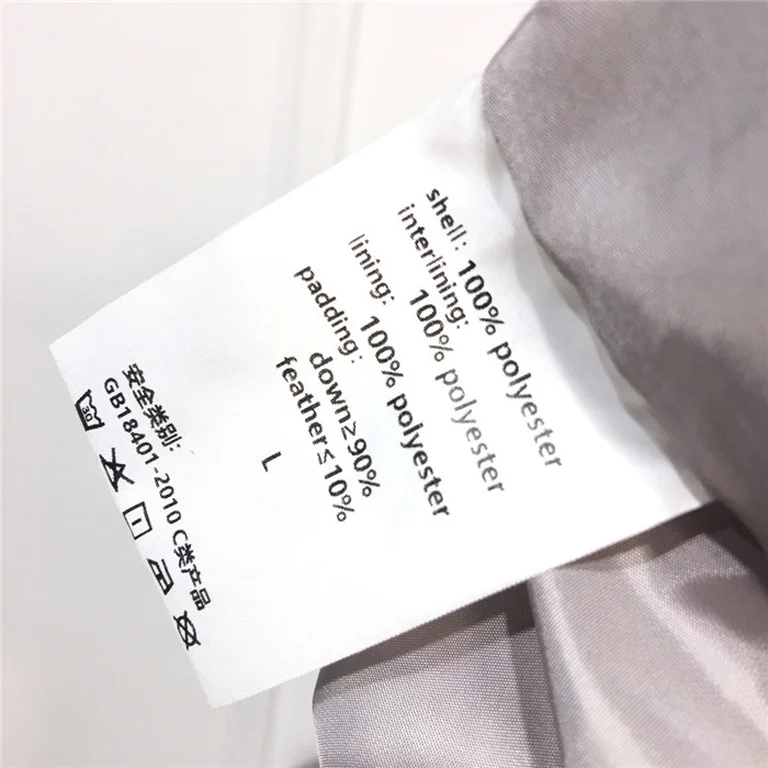 shell: 100% polyester
interlining:
100% polyester
lining: 100% polyester
padding:
down≥90%
feather≤10%
L
安全类别:
GB18401-2010 C类产品
30